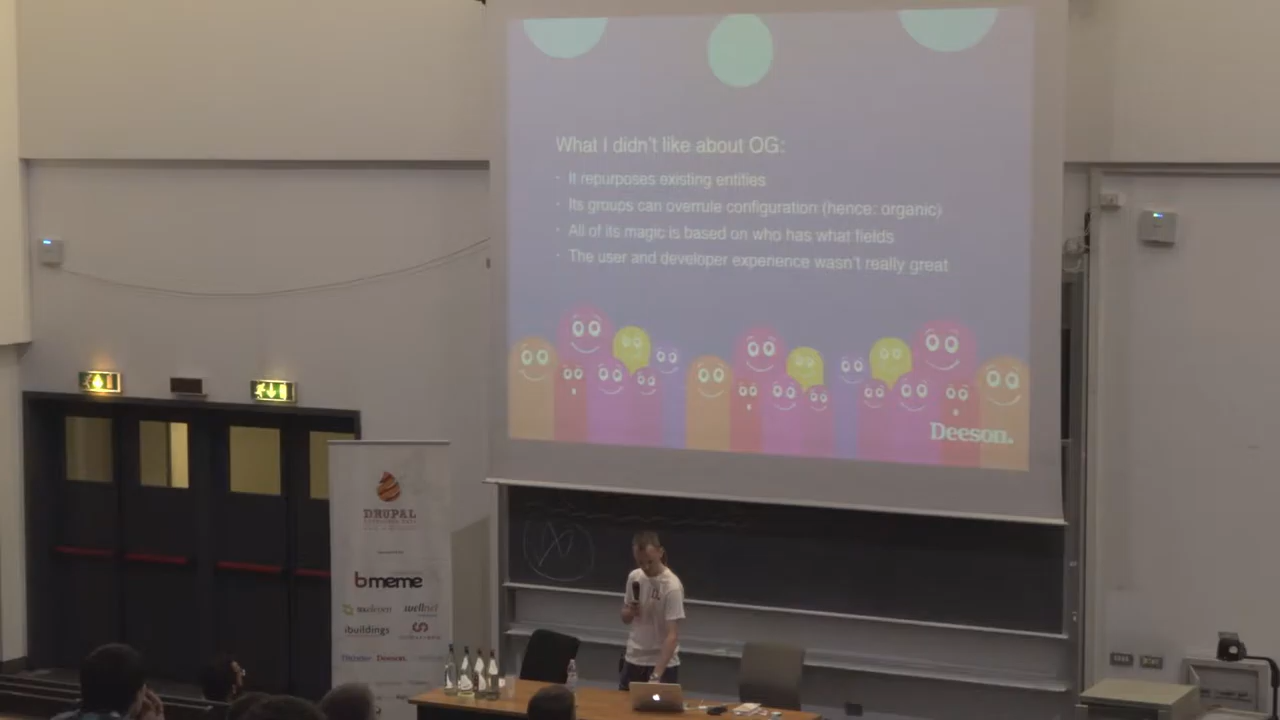 What I didn't like about OG:
· It repurposes existing entities
· Its groups can overrule configuration (hence: organic)
· All of its magic is based on who has what fields
· The user and developer experience wasn't really great
Deeson.
DRUPAL
bmeme
wellnet
ibuildings
Deeson.